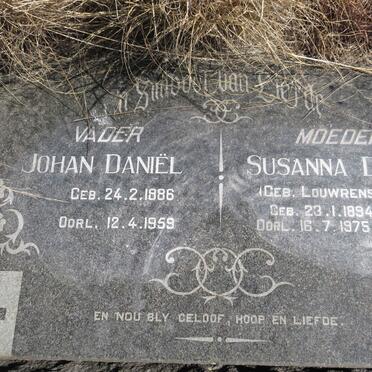 'n Simbool van Liefde
VADER
JOHAN DANIËL
GEB. 24.2.1886
OORL. 12.4.1959
MOEDER
SUSANNA D
(GEB. LOUWRENS
GEB. 23.1.1894
OORL. 16.7.1975
EN NOU BLY GELOOF, HOOP EN LIEFDE.